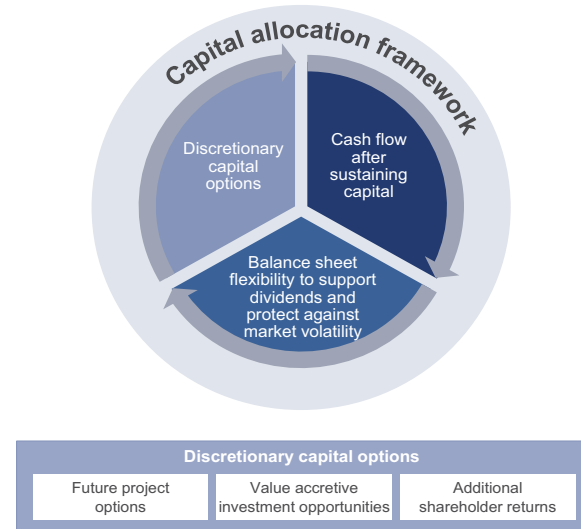 Capital allocation framework
Discretionary
capital
options
Cash flow
after
sustaining
capital
Balance sheet
flexibility to support
dividends and
protect against
market volatility
Discretionary capital options
Future project
options
Value accretive
investment opportunities
Additional
shareholder returns